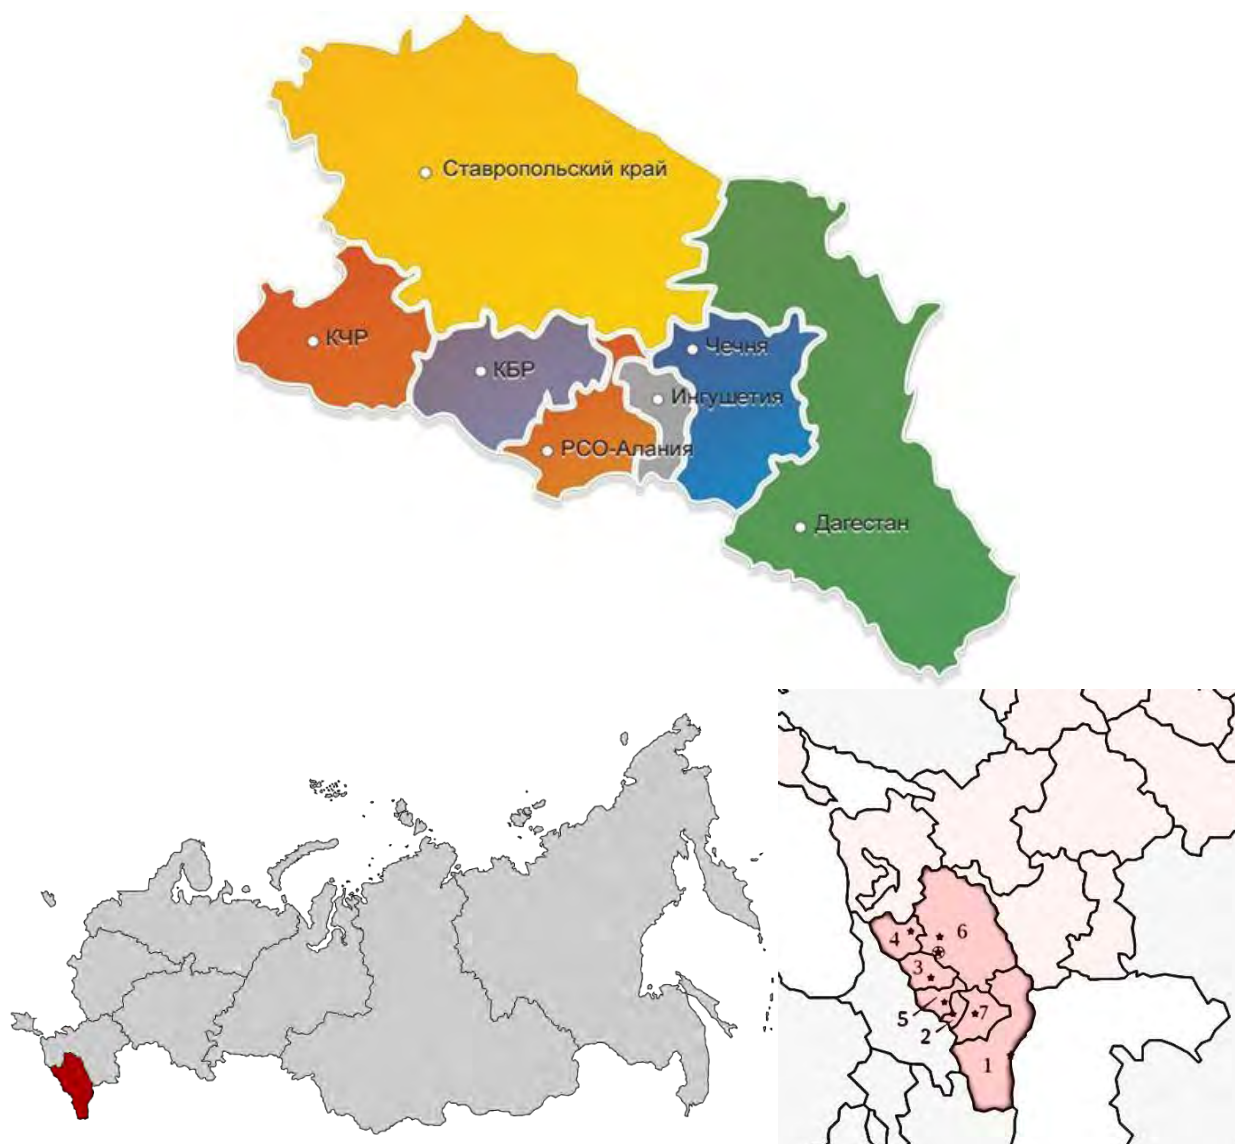 Ставропольский край
КЧР
КБР
Чечня
Ингушетия
РСО-Алания
Дагестан
6
4
3
5
7
2
1